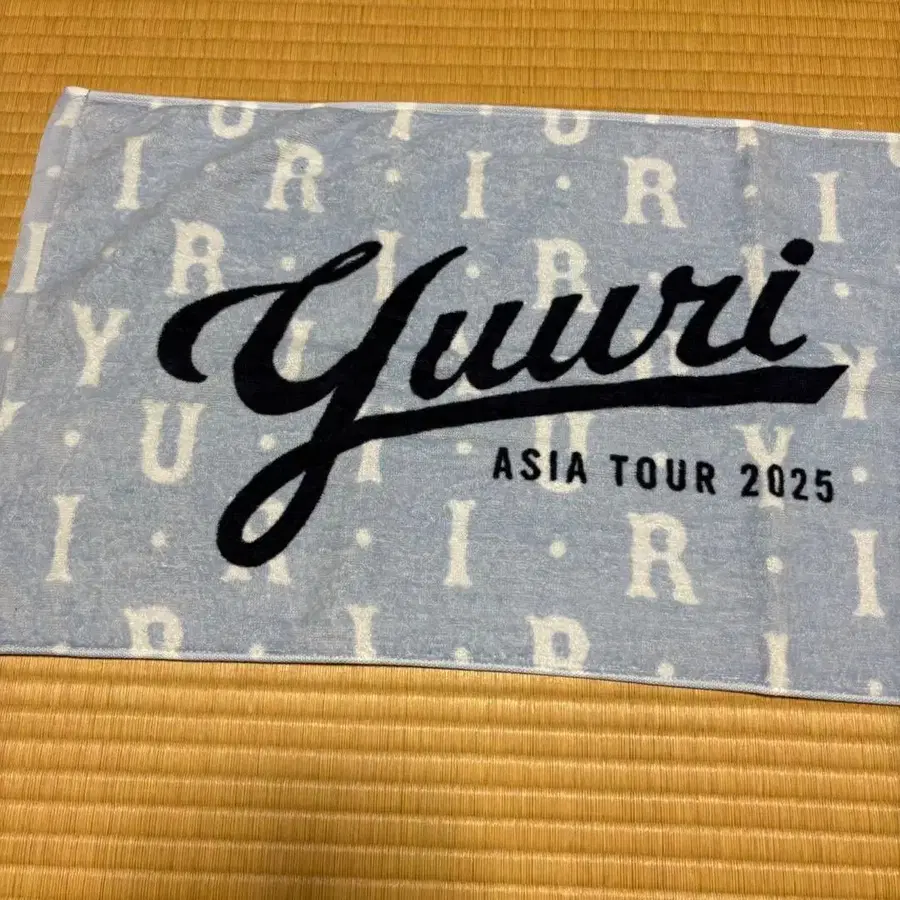 U I U
I R I R I
I R I R Y
yuuri
Y I Y
U
ASIA TOUR 2025
I R I R I
R I R I